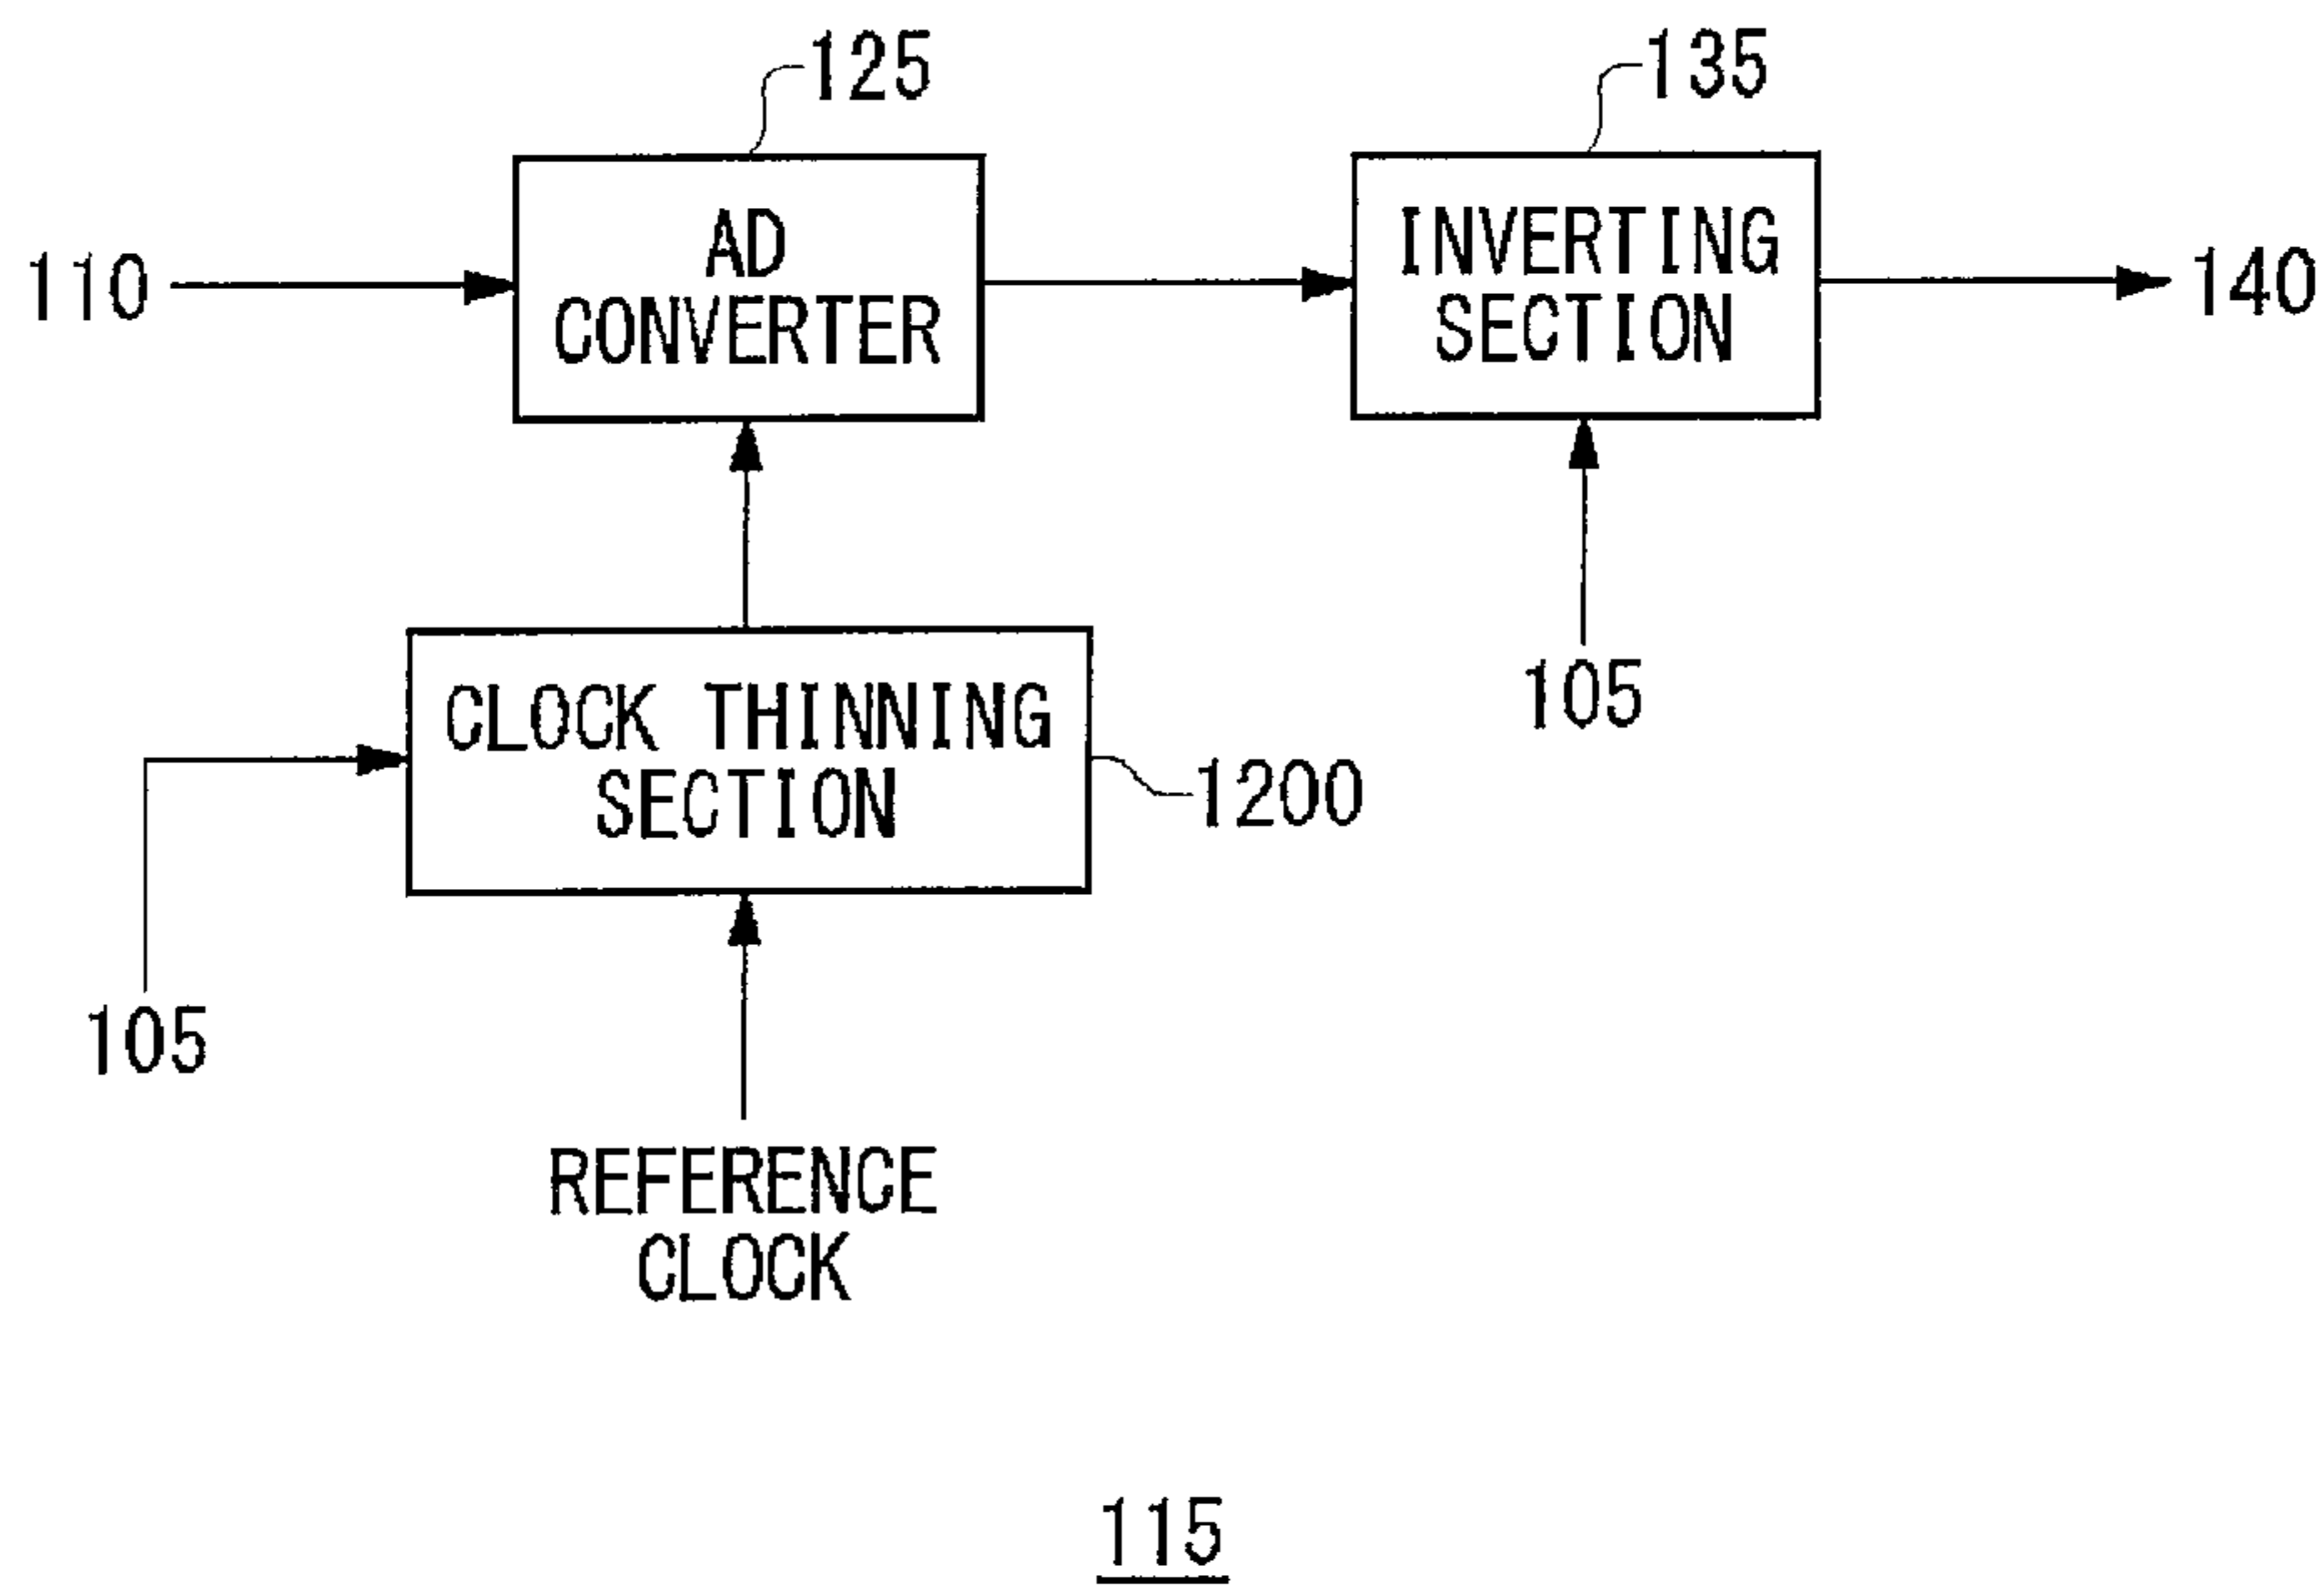 125
135
110
AD
CONVERTER
INVERTING
SECTION
140
CLOCK THINNING
SECTION
105
1200
105
REFERENCE
CLOCK
115